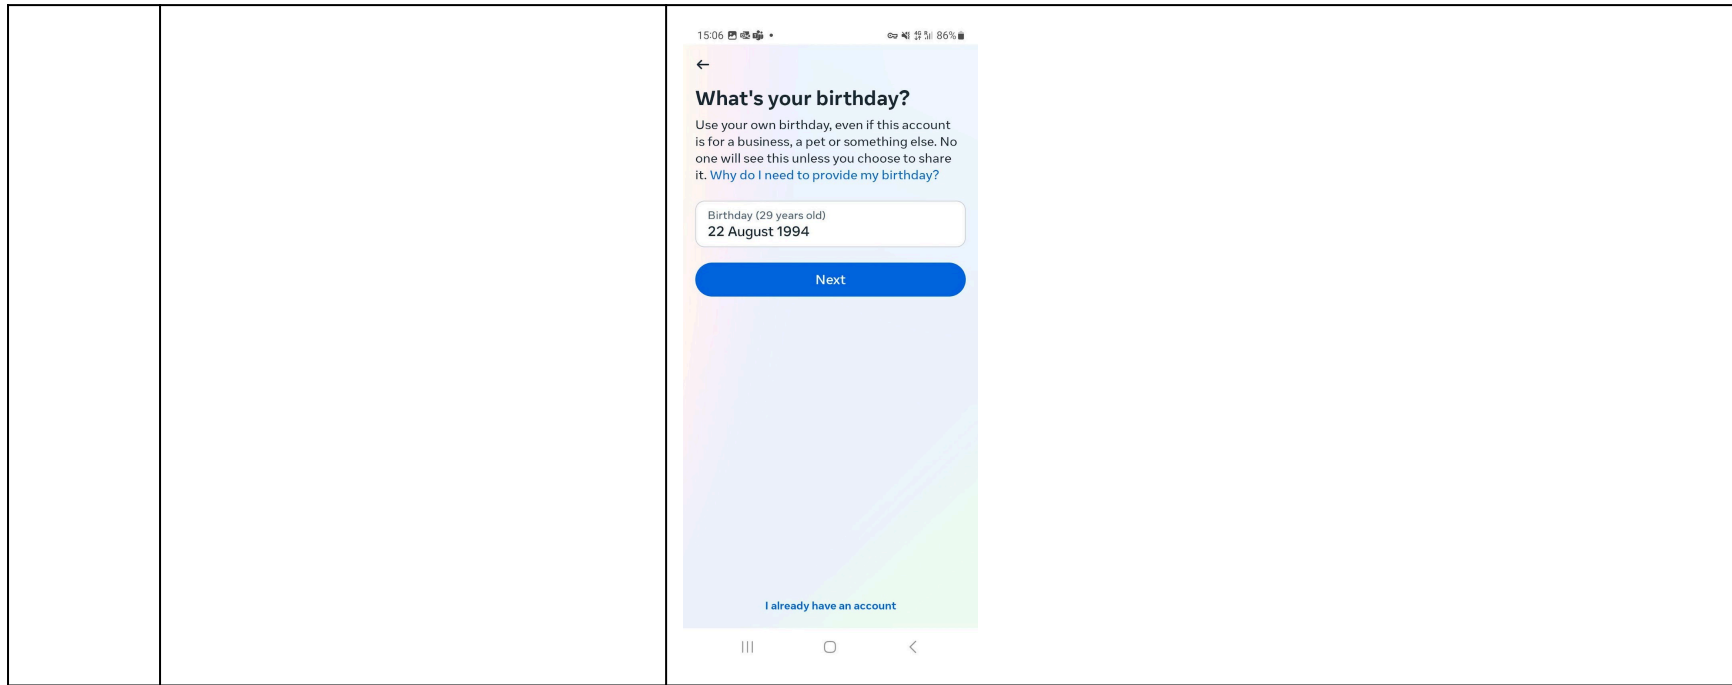 15:06 86%
What's your birthday?
Use your own birthday, even if this account
is for a business, a pet or something else. No
one will see this unless you choose to share
it. Why do I need to provide my birthday?
Birthday (29 years old)
22 August 1994
Next
I already have an account